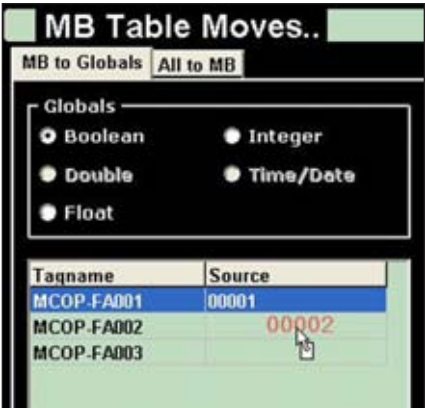 MB Table Moves..
MB to Globals All to MB
Globals
Boolean Integer
Double Time/Date
Float
Taqname Source
MCOP-FA001 00001
MCOP-FA002 00002
MCOP-FA003